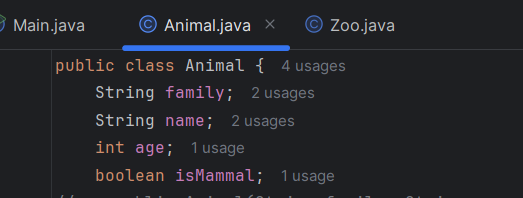 Main.java Animal.java Zoo.java
public class Animal { 4 usages
String family; 2 usages
String name; 2 usages
int age; 1 usage
boolean isMammal; 1 usage